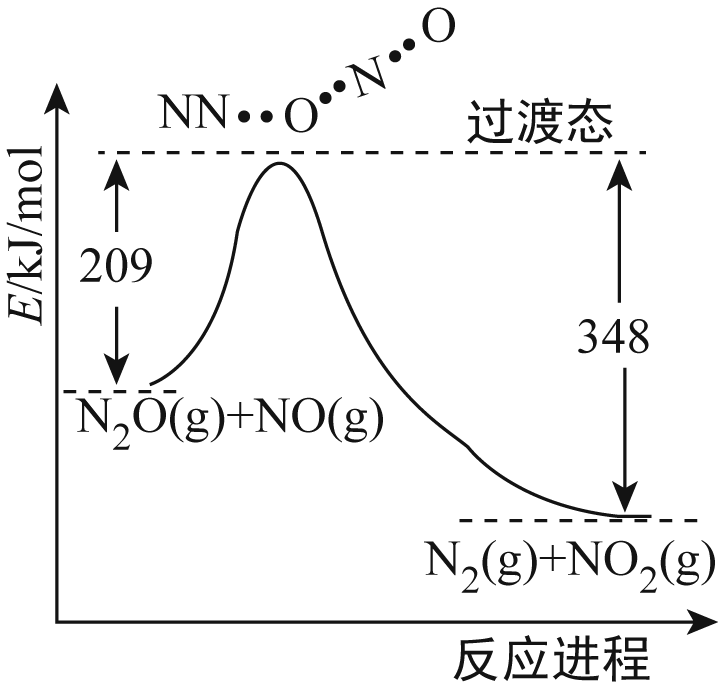 O
NN••O••N••
过渡态
E/kJ/mol
209
348
N₂O(g)+NO(g)
N₂(g)+NO₂(g)
反应进程